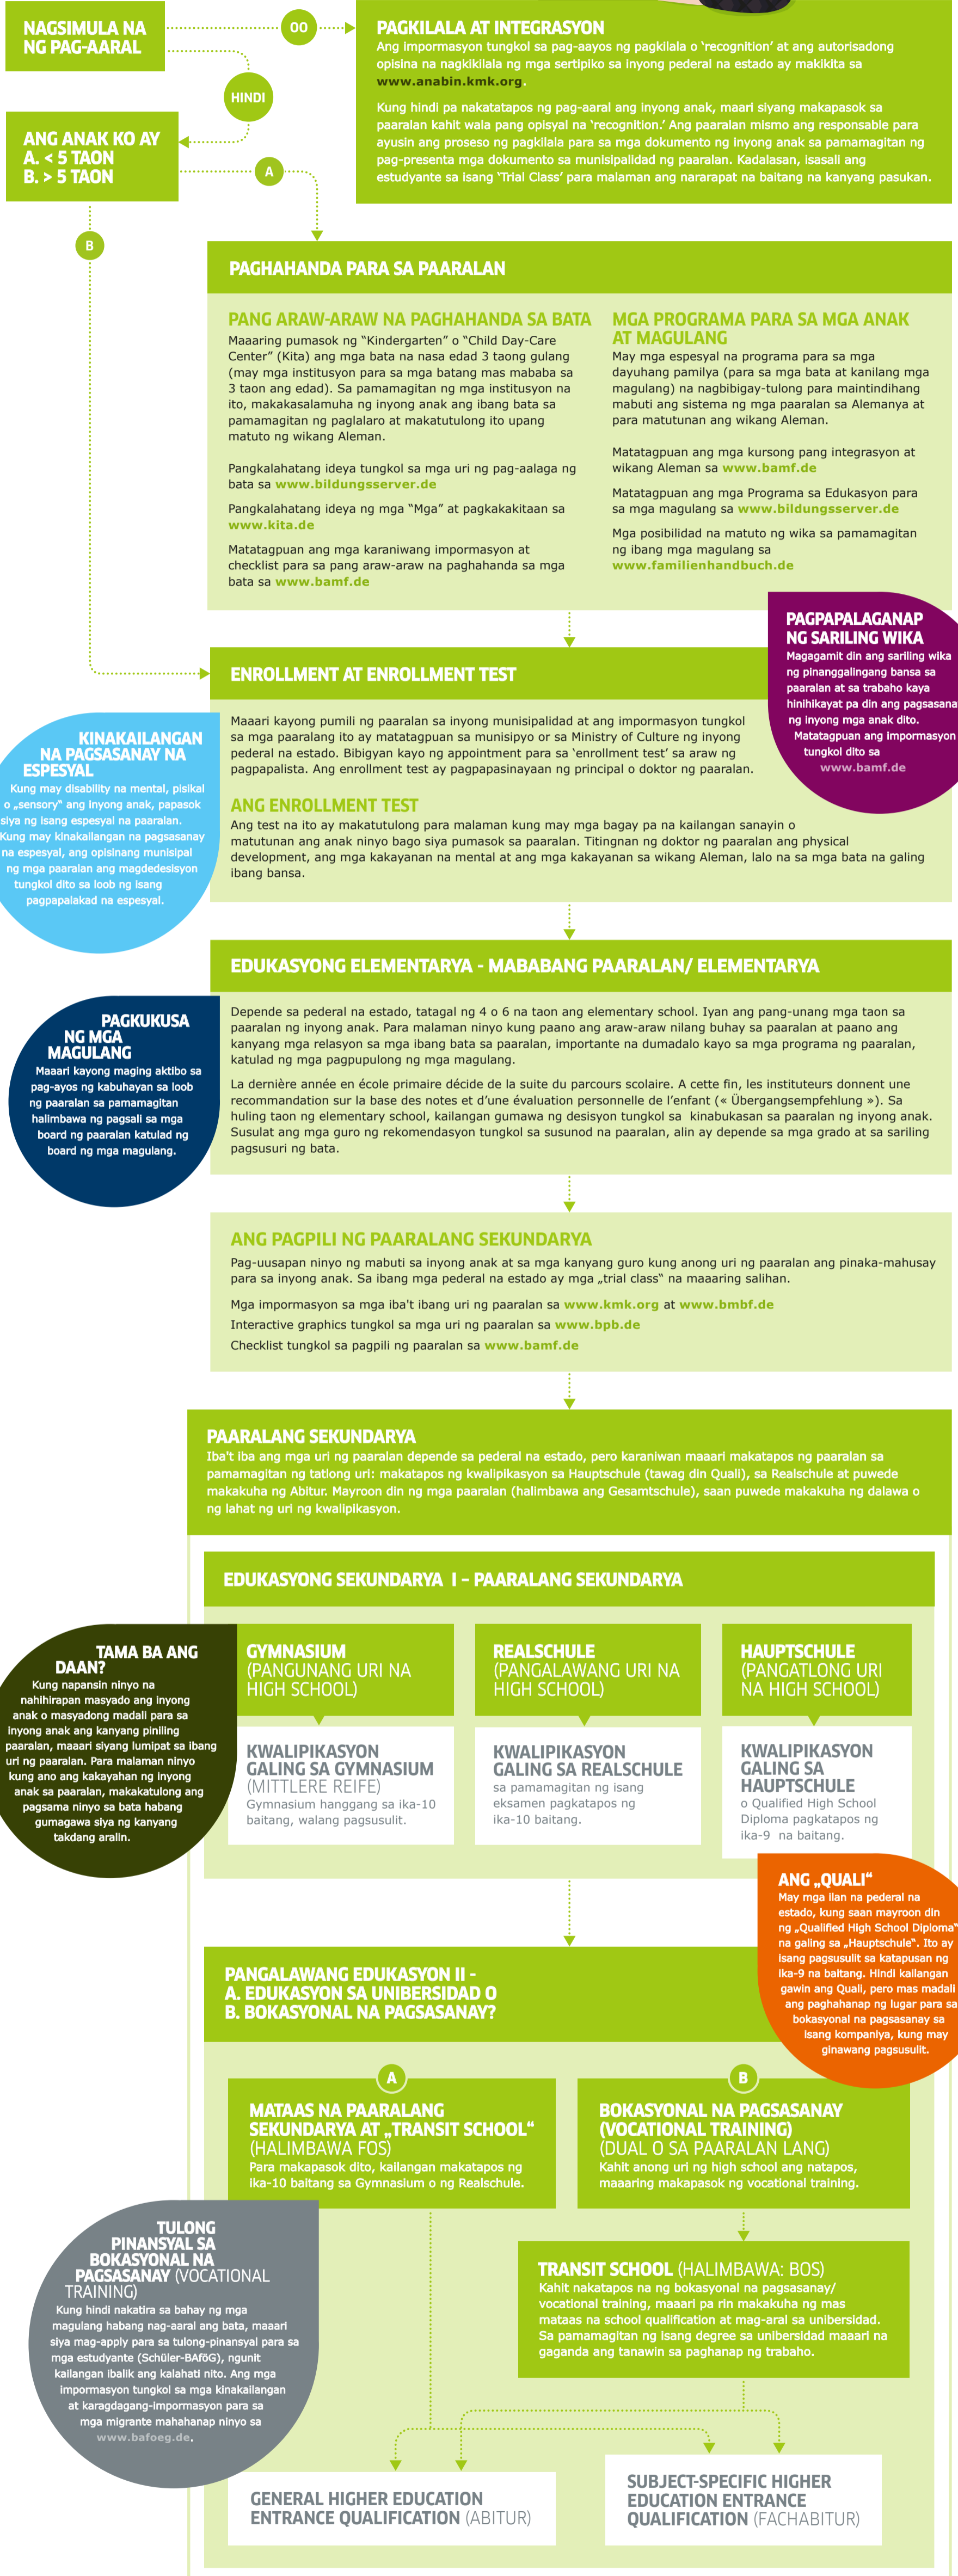 NAGSIMULA NA
NG PAG-AARAL
OO
HINDI
PAGKILALA AT INTEGRASYON
Ang impormasyon tungkol sa pag-aayos ng pagkilala o ‘recognition’ at ang autorisadong
opisina na nagkikilala ng mga sertipiko sa inyong pederal na estado ay makikita sa
www.anabin.kmk.org.
Kung hindi pa nakatatapos ng pag-aaral ang inyong anak, maari siyang makapasok sa
paaralan kahit wala pang opisyal na ‘recognition.’ Ang paaralan mismo ang responsable para
ayusin ang proseso ng pagkilala para sa mga dokumento ng inyong anak sa pamamagitan ng
pag-presenta mga dokumento sa munisipalidad ng paaralan. Kadalasan, isasali ang
estudyante sa isang ‘Trial Class’ para malaman ang nararapat na baitang na kanyang pasukan.
ANG ANAK KO AY
A. < 5 TAON
B. > 5 TAON
A
B
PAGHAHANDA PARA SA PAARALAN
PANG ARAW-ARAW NA PAGHAHANDA SA BATA
Maaaring pumasok ng “Kindergarten” o “Child Day-Care
Center” (Kita) ang mga bata na nasa edad 3 taong gulang
(may mga institusyon para sa mga batang mas mababa sa
3 taon ang edad). Sa pamamagitan ng mga institusyon na
ito, makakasalamuha ng inyong anak ang ibang bata sa
pamamagitan ng paglalaro at makatutulong ito upang
matuto ng wikang Aleman.
Pangkalahatang ideya tungkol sa mga uri ng pag-aalaga ng
bata sa www.bildungsserver.de
Pangkalahatang ideya ng mga “Mga” at pagkakakitaan sa
www.kita.de
Matatagpuan ang mga karaniwang impormasyon at
checklist para sa pang araw-araw na paghahanda sa mga
bata sa www.bamf.de
MGA PROGRAMA PARA SA MGA ANAK
AT MAGULANG
May mga espesyal na programa para sa mga
dayuhang pamilya (para sa mga bata at kanilang mga
magulang) na nagbibigay-tulong para maintindihang
mabuti ang sistema ng mga paaralan sa Alemanya at
para matutunan ang wikang Aleman.
Matatagpuan ang mga kursong pang integrasyon at
wikang Aleman sa www.bamf.de
Matatagpuan ang mga Programa sa Edukasyon para
sa mga magulang sa www.bildungsserver.de
Mga posibilidad na matuto ng wika sa pamamagitan
ng ibang mga magulang sa
www.familienhandbuch.de
PAGPAPALAGANAP
NG SARILING WIKA
Magagamit din ang sariling wika
ng pinanggalingang bansa sa
paaralan at sa trabaho kaya
hinihikayat pa din ang pagsasana
ng inyong mga anak dito.
Matatagpuan ang impormasyon
tungkol dito sa
www.bamf.de
ENROLLMENT AT ENROLLMENT TEST
Maaari kayong pumili ng paaralan sa inyong munisipalidad at ang impormasyon tungkol
sa mga paaralang ito ay matatagpuan sa munisipyo or sa Ministry of Culture ng inyong
pederal na estado. Bibigyan kayo ng appointment para sa ‘enrollment test’ sa araw ng
pagpapalista. Ang enrollment test ay pagpapasinayaan ng principal o doktor ng paaralan.
ANG ENROLLMENT TEST
Ang test na ito ay makatutulong para malaman kung may mga bagay pa na kailangan sanayin o
matutunan ang anak ninyo bago siya pumasok sa paaralan. Titingnan ng doktor ng paaralan ang physical
development, ang mga kakayanan na mental at ang mga kakayanan sa wikang Aleman, lalo na sa mga bata na galing
ibang bansa.
KINAKAILANGAN
NA PAGSASANAY NA
ESPESYAL
Kung may disability na mental, pisikal
o „sensory“ ang inyong anak, papasok
siya ng isang espesyal na paaralan.
Kung may kinakailangan na pagsasanay
na espesyal, ang opisinang munisipal
ng mga paaralan ang magdedesisyon
tungkol dito sa loob ng isang
pagpapalakad na espesyal.
EDUKASYONG ELEMENTARYA - MABABANG PAARALAN/ ELEMENTARYA
Depende sa pederal na estado, tatagal ng 4 o 6 na taon ang elementary school. Iyan ang pang-unang mga taon sa
paaralan ng inyong anak. Para malaman ninyo kung paano ang araw-araw nilang buhay sa paaralan at paano ang
kanyang mga relasyon sa mga ibang bata sa paaralan, importante na dumadalo kayo sa mga programa ng paaralan,
katulad ng mga pagpupulong ng mga magulang.
La dernière année en école primaire décide de la suite du parcours scolaire. A cette fin, les instituteurs donnent une
recommandation sur la base des notes et d’une évaluation personnelle de l’enfant (« Übergangsempfehlung »). Sa
huling taon ng elementary school, kailangan gumawa ng desisyon tungkol sa kinabukasan sa paaralan ng inyong anak.
Susulat ang mga guro ng rekomendasyon tungkol sa susunod na paaralan, alin ay depende sa mga grado at sa sariling
pagsusuri ng bata.
PAGKUKUSA
NG MGA
MAGULANG
Maaari kayong maging aktibo sa
pag-ayos ng kabuhayan sa loob
ng paaralan sa pamamagitan
halimbawa ng pagsali sa mga
board ng paaralan katulad ng
board ng mga magulang.
ANG PAGPILI NG PAARALANG SEKUNDARYA
Pag-uusapan ninyo ng mabuti sa inyong anak at sa mga kanyang guro kung anong uri ng paaralan ang pinaka-mahusay
para sa inyong anak. Sa ibang mga pederal na estado ay mga „trial class“ na maaaring salihan.
Mga impormasyon sa mga iba't ibang uri ng paaralan sa www.kmk.org at www.bmbf.de
Interactive graphics tungkol sa mga uri ng paaralan sa www.bpb.de
Checklist tungkol sa pagpili ng paaralan sa www.bamf.de
PAARALANG SEKUNDARYA
Iba't iba ang mga uri ng paaralan depende sa pederal na estado, pero karaniwan maaari makatapos ng paaralan sa
pamamagitan ng tatlong uri: makatapos ng kwalipikasyon sa Hauptschule (tawag din Quali), sa Realschule at puwede
makakuha ng Abitur. Mayroon din ng mga paaralan (halimbawa ang Gesamtschule), saan puwede makakuha ng dalawa o
ng lahat ng uri ng kwalipikasyon.
EDUKASYONG SEKUNDARYA I – PAARALANG SEKUNDARYA
TAMA BA ANG
DAAN?
Kung napansin ninyo na
nahihirapan masyado ang inyong
anak o masyadong madali para sa
inyong anak ang kanyang piniling
paaralan, maaari siyang lumipat sa ibang
uri ng paaralan. Para malaman ninyo
kung ano ang kakayahan ng inyong
anak sa paaralan, makakatulong ang
pagsama ninyo sa bata habang
gumagawa siya ng kanyang
takdang aralin.
GYMNASIUM
(PANGUNANG URI NA
HIGH SCHOOL)
KWALIPIKASYON
GALING SA GYMNASIUM
(MITTLERE REIFE)
Gymnasium hanggang sa ika-10
baitang, walang pagsusulit.
REALSCHULE
(PANGALAWANG URI NA
HIGH SCHOOL)
KWALIPIKASYON
GALING SA REALSCHULE
sa pamamagitan ng isang
eksamen pagkatapos ng
ika-10 baitang.
HAUPTSCHULE
(PANGATLONG URI
NA HIGH SCHOOL)
KWALIPIKASYON
GALING SA
HAUPTSCHULE
o Qualified High School
Diploma pagkatapos ng
ika-9 na baitang.
ANG „QUALI“
May mga ilan na pederal na
estado, kung saan mayroon din
ng „Qualified High School Diploma“
na galing sa „Hauptschule“. Ito ay
isang pagsusulit sa katapusan ng
ika-9 na baitang. Hindi kailangan
gawin ang Quali, pero mas madali
ang paghahanap ng lugar para sa
bokasyonal na pagsasanay sa
isang kompaniya, kung may
ginawang pagsusulit.
PANGALAWANG EDUKASYON II -
A. EDUKASYON SA UNIBERSIDAD O
B. BOKASYONAL NA PAGSASANAY?
A
MATAAS NA PAARALANG
SEKUNDARYA AT „TRANSIT SCHOOL“
(HALIMBAWA FOS)
Para makapasok dito, kailangan makatapos ng
ika-10 baitang sa Gymnasium o ng Realschule.
B
BOKASYONAL NA PAGSASANAY
(VOCATIONAL TRAINING)
(DUAL O SA PAARALAN LANG)
Kahit anong uri ng high school ang natapos,
maaaring makapasok ng vocational training.
TULONG
PINANSYAL SA
BOKASYONAL NA
PAGSASANAY (VOCATIONAL
TRAINING)
Kung hindi nakatira sa bahay ng mga
magulang habang nag-aaral ang bata, maaari
siya mag-apply para sa tulong-pinansyal para sa
mga estudyante (Schüler-BAföG), ngunit
kailangan ibalik ang kalahati nito. Ang mga
impormasyon tungkol sa mga kinakailangan
at karagdagang-impormasyon para sa
mga migrante mahahanap ninyo sa
www.bafoeg.de.
TRANSIT SCHOOL (HALIMBAWA: BOS)
Kahit nakatapos na ng bokasyonal na pagsasanay/
vocational training, maaari pa rin makakuha ng mas
mataas na school qualification at mag-aral sa unibersidad.
Sa pamamagitan ng isang degree sa unibersidad maaari na
gaganda ang tanawin sa paghanap ng trabaho.
GENERAL HIGHER EDUCATION
ENTRANCE QUALIFICATION (ABITUR)
SUBJECT-SPECIFIC HIGHER
EDUCATION ENTRANCE
QUALIFICATION (FACHABITUR)